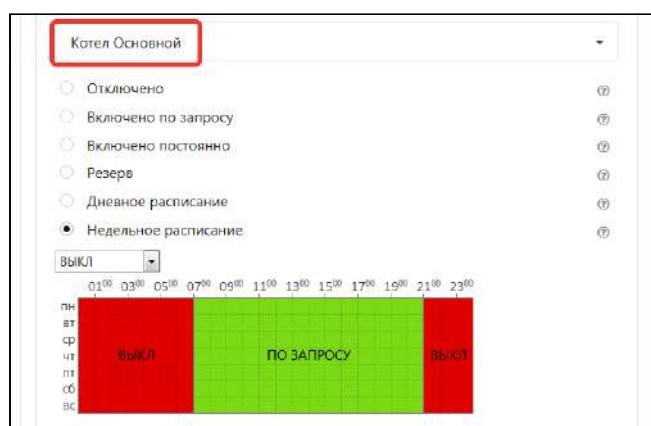 Котел Основной
Отключено
Включено по запросу
Включено постоянно
Резерв
Дневное расписание
Недельное расписание
ВЫКЛ
01⁰⁰ 03⁰⁰ 05⁰⁰ 07⁰⁰ 09⁰⁰ 11⁰⁰ 13⁰⁰ 15⁰⁰ 17⁰⁰ 19⁰⁰ 21⁰⁰ 23⁰⁰
пн
вт
ср
чт ВЫКЛ ПО ЗАПРОСУ ВЫКЛ
пт
сб
вс